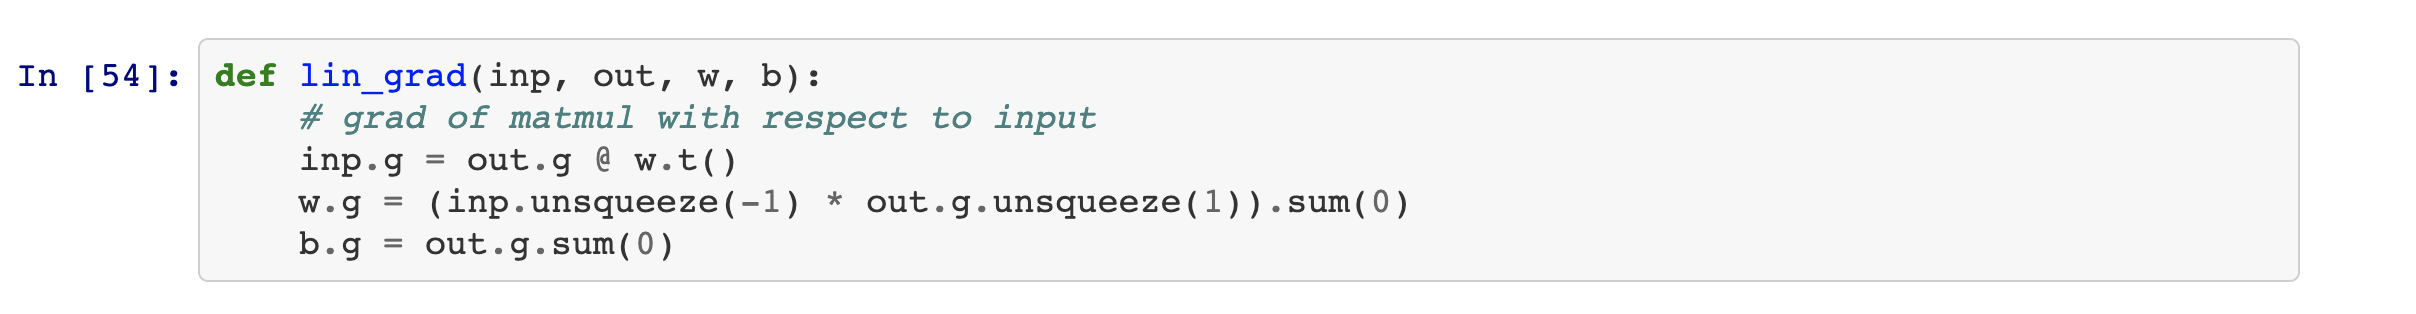 In [54]: def lin_grad(inp, out, w, b):
    # grad of matmul with respect to input
    inp.g = out.g @ w.t()
    w.g = (inp.unsqueeze(-1) * out.g.unsqueeze(1)).sum(0)
    b.g = out.g.sum(0)